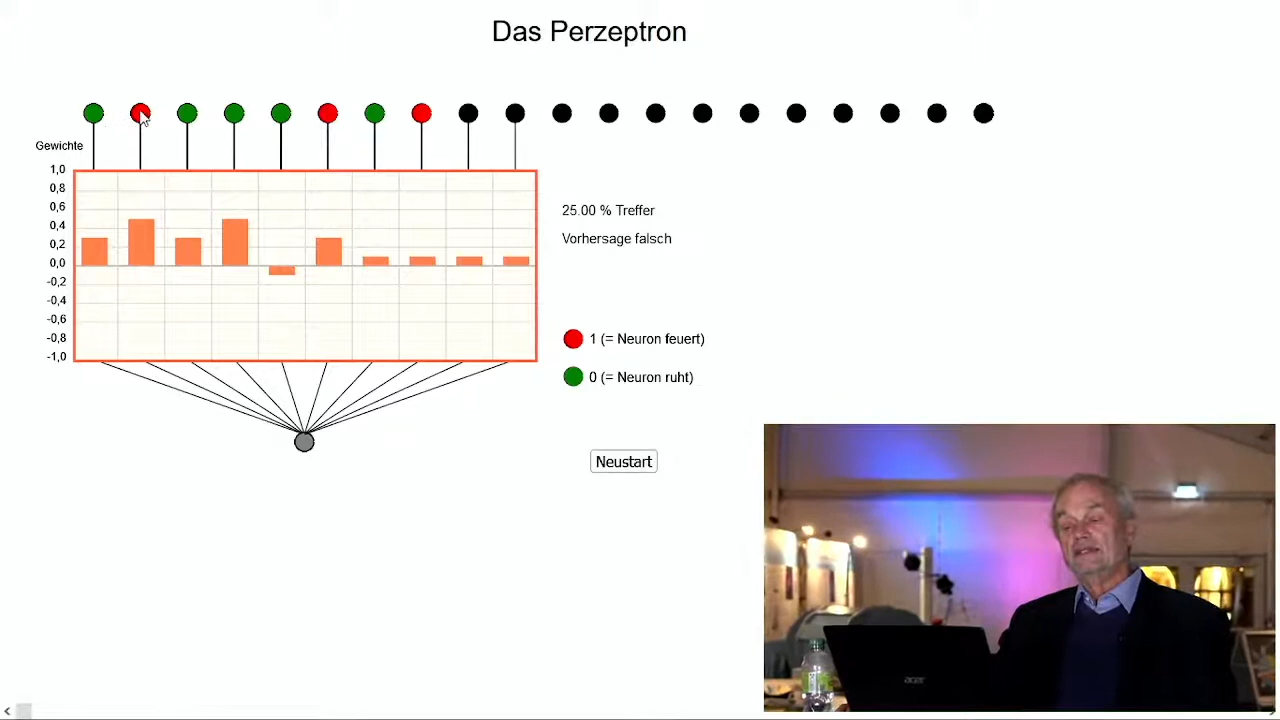 Das Perzeptron
Gewichte
1,0
0,8
0,6
0,4
0,2
0,0
-0,2
-0,4
-0,6
-0,8
-1,0
25.00 % Treffer
Vorhersage falsch
1 (= Neuron feuert)
0 (= Neuron ruht)
Neustart
acer